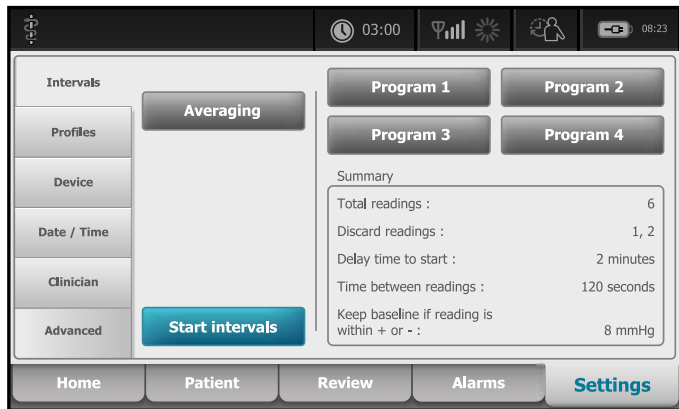 03:00
08:23
Intervals
Profiles
Device
Date / Time
Clinician
Advanced
Averaging
Start intervals
Program 1
Program 2
Program 3
Program 4
Summary
Total readings : 6
Discard readings : 1, 2
Delay time to start : 2 minutes
Time between readings : 120 seconds
Keep baseline if reading is
within + or - : 8 mmHg
Home
Patient
Review
Alarms
Settings